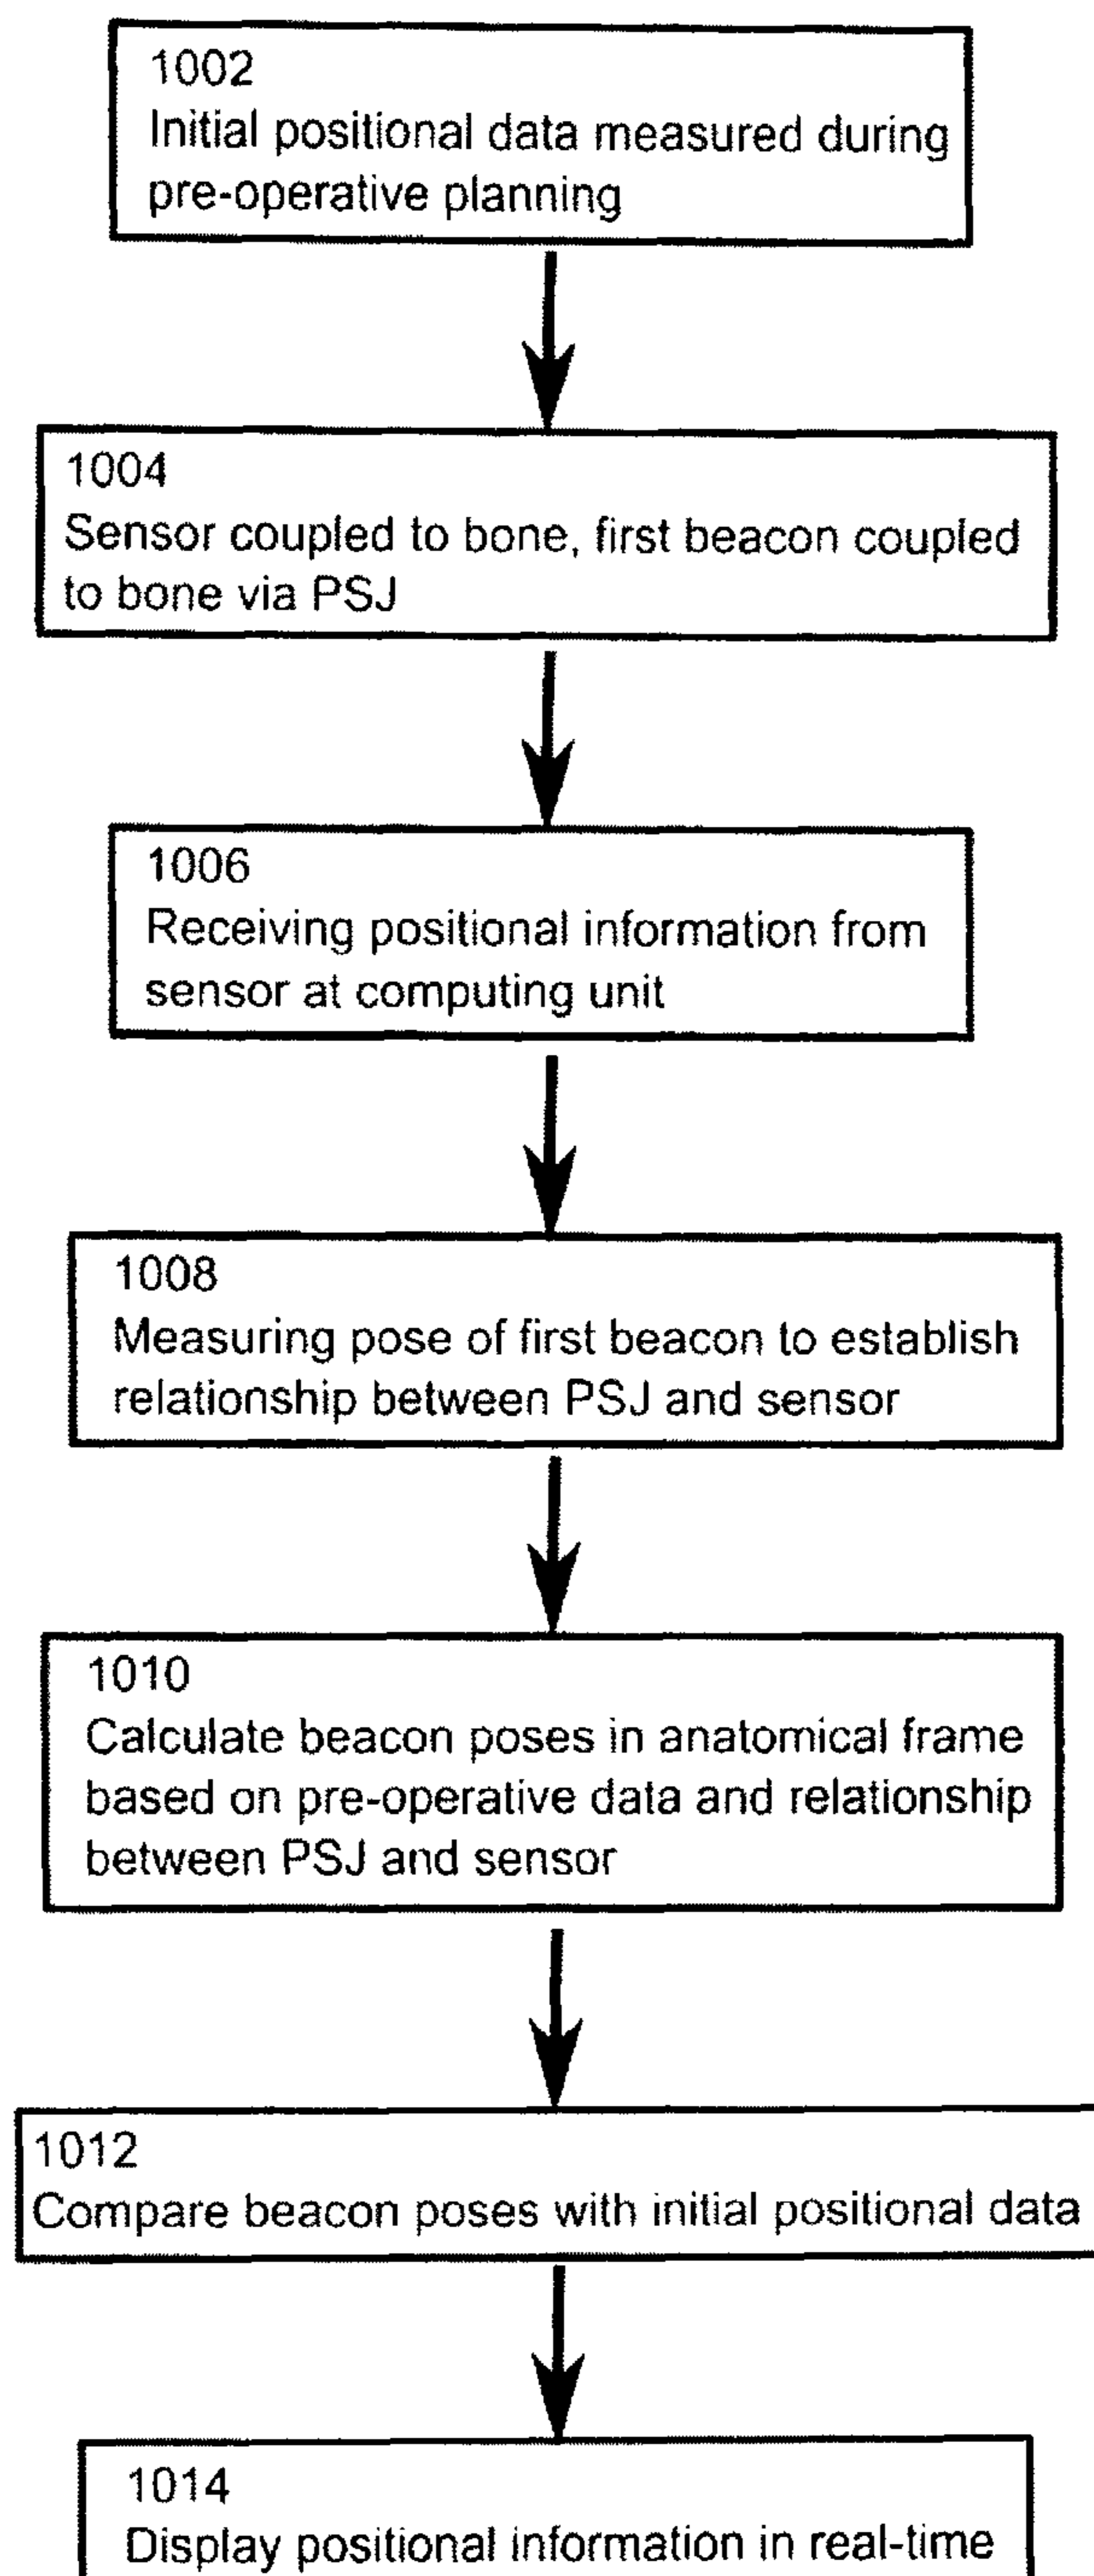 1002
Initial positional data measured during
pre-operative planning
1004
Sensor coupled to bone, first beacon coupled
to bone via PSJ
1006
Receiving positional information from
sensor at computing unit
1008
Measuring pose of first beacon to establish
relationship between PSJ and sensor
1010
Calculate beacon poses in anatomical frame
based on pre-operative data and relationship
between PSJ and sensor
1012
Compare beacon poses with initial positional data
1014
Display positional information in real-time